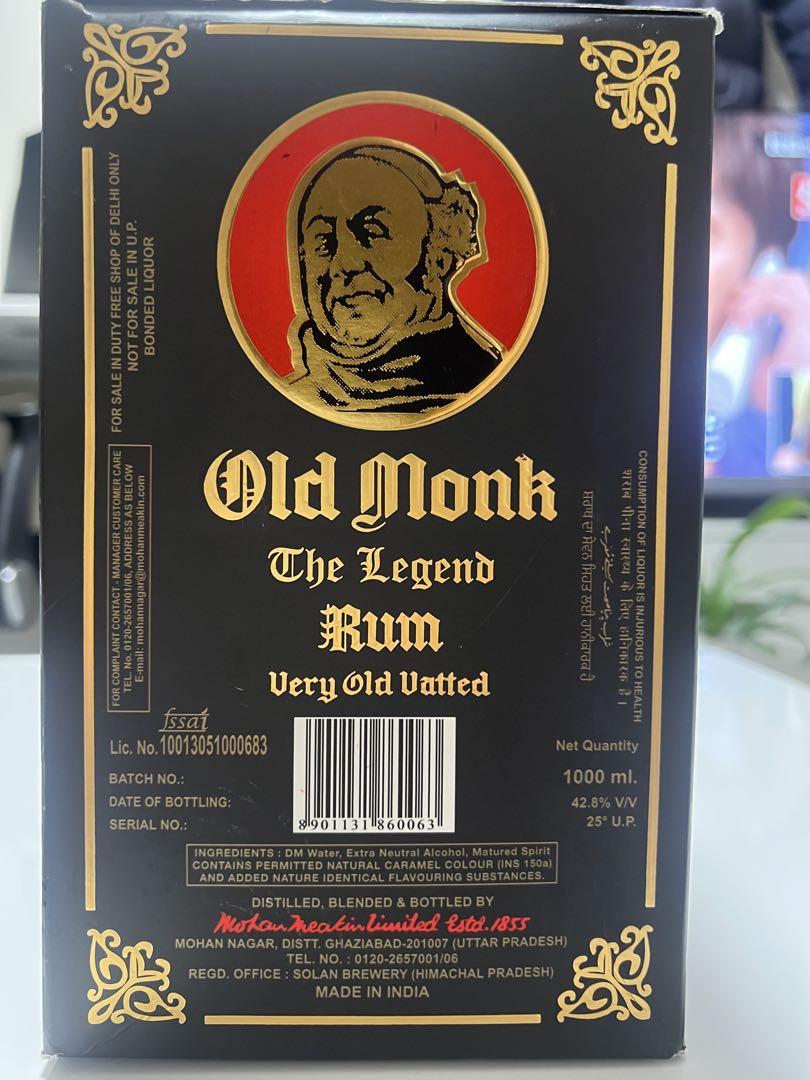 FOR SALE IN DUTY FREE SHOP OF DELHI ONLY
NOT FOR SALE IN U.P.
BONDED LIQUOR
Old Monk
The Legend
Rum
Very Old Vatted
FOR COMPLAINT CONTACT - MANAGER CUSTOMER CARE
TEL. No. 0120-2657001/06, ADDRESS AS BELOW
E-mail: mohannagar@mohanmeakin.com
CONSUMPTION OF LIQUOR IS INJURIOUS TO HEALTH
शराब पीना स्वास्थ्य के लिए हानिकारक है।
fssai
Lic. No. 10013051000683
BATCH NO.:
DATE OF BOTTLING:
SERIAL NO.:
8901131860063
Net Quantity
1000 ml.
42.8% V/V
25° U.P.
INGREDIENTS : DM Water, Extra Neutral Alcohol, Matured Spirit
CONTAINS PERMITTED NATURAL CARAMEL COLOUR (INS 150a)
AND ADDED NATURE IDENTICAL FLAVOURING SUBSTANCES.
DISTILLED, BLENDED & BOTTLED BY
Mohan Meakin Limited Estd. 1855
MOHAN NAGAR, DISTT. GHAZIABAD-201007 (UTTAR PRADESH)
TEL. NO. : 0120-2657001/06
REGD. OFFICE : SOLAN BREWERY (HIMACHAL PRADESH)
MADE IN INDIA